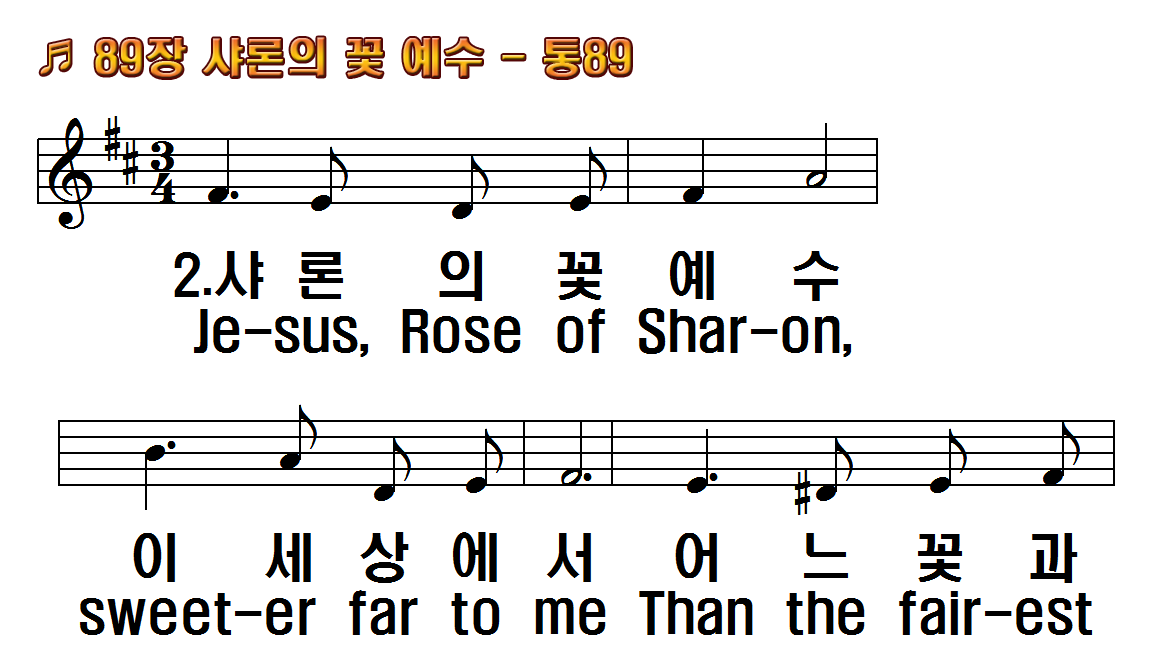 ♬ 89장 샤론의 꽃 예수 - 통89
3/4
2.샤 론 의 꽃 예 수
Je-sus, Rose of Shar-on,
이 세 상 에 서 어 느 꽃 과
sweet-er far to me Than the fair-est